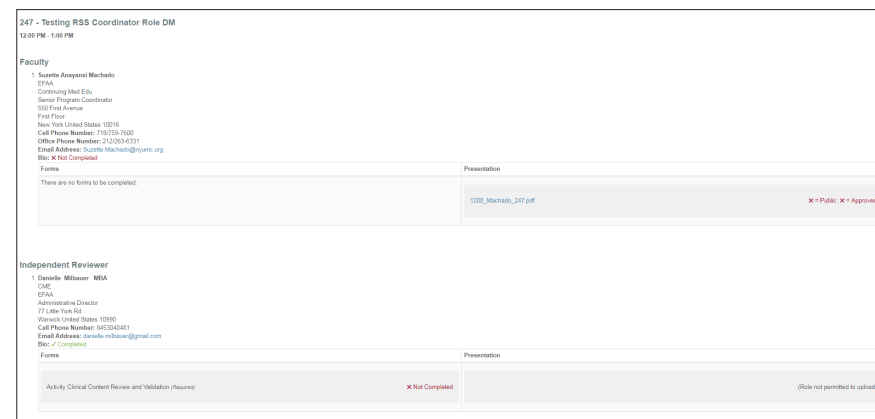 247 - Testing RSS Coordinator Role DM
12:00 PM - 1:00 PM
Faculty
1. Suzette Anayansi Machado
EFAA
Continuing Med Edu
Senior Program Coordinator
550 First Avenue
First Floor
New York United States 10016
Cell Phone Number: 718/759-7600
Office Phone Number: 212/263-6331
Email Address: Suzette.Machado@nyumc.org
Bio: ✕ Not Completed
Forms Presentation
There are no forms to be completed.
1200_Machado_247.pdf ✕ = Public ✕ = Approved
Independent Reviewer
1. Danielle Milbauer MBA
CME
EFAA
Administrative Director
77 Little York Rd
Warwick United States 10990
Cell Phone Number: 8453040481
Email Address: danielle.milbauer@gmail.com
Bio: ✓ Completed
Forms Presentation
Activity Clinical Content Review and Validation (Required) ✕ Not Completed (Role not permitted to upload